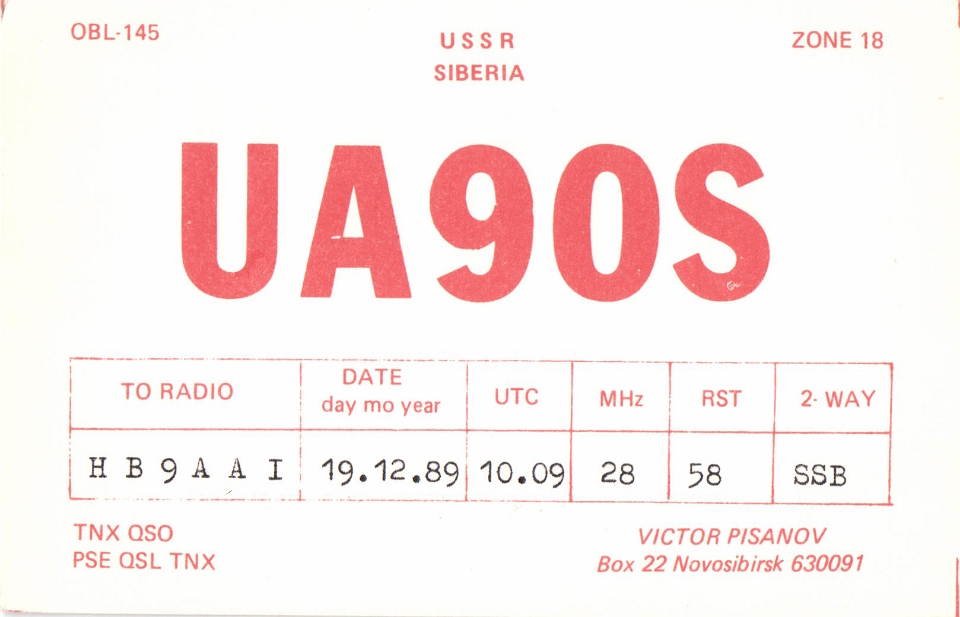 OBL-145
USSR
ZONE 18
SIBERIA
UA9OS
TO RADIO
DATE
day mo year
UTC
MHz
RST
2-WAY
HB9AAI
19.12.89
10.09
28
58
SSB
TNX QSO
PSE QSL TNX
VICTOR PISANOV
Box 22 Novosibirsk 630091